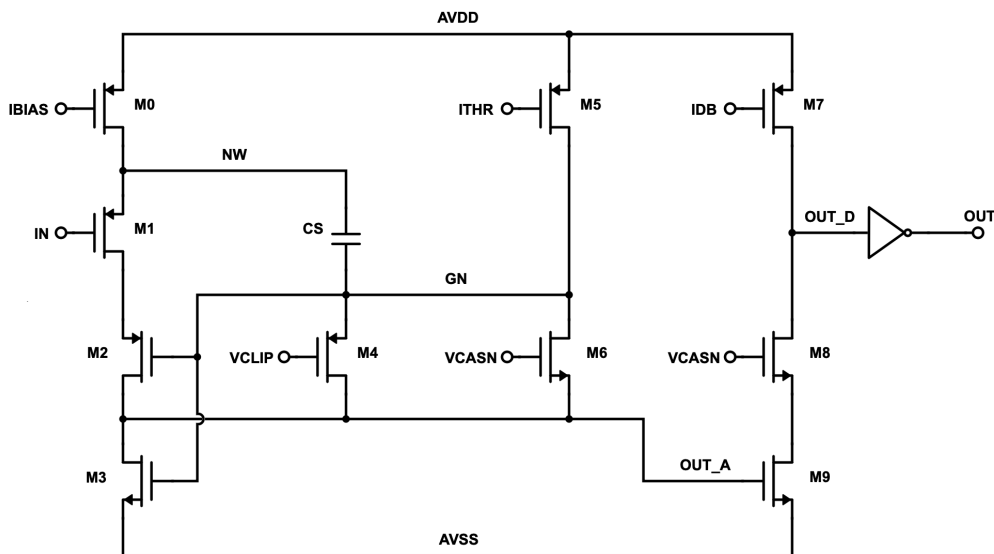 AVDD
IBIAS
M0
ITHR
M5
IDB
M7
NW
IN
M1
CS
OUT_D
OUT
GN
M2
VCLIP
M4
VCASN
M6
VCASN
M8
M3
OUT_A
M9
AVSS